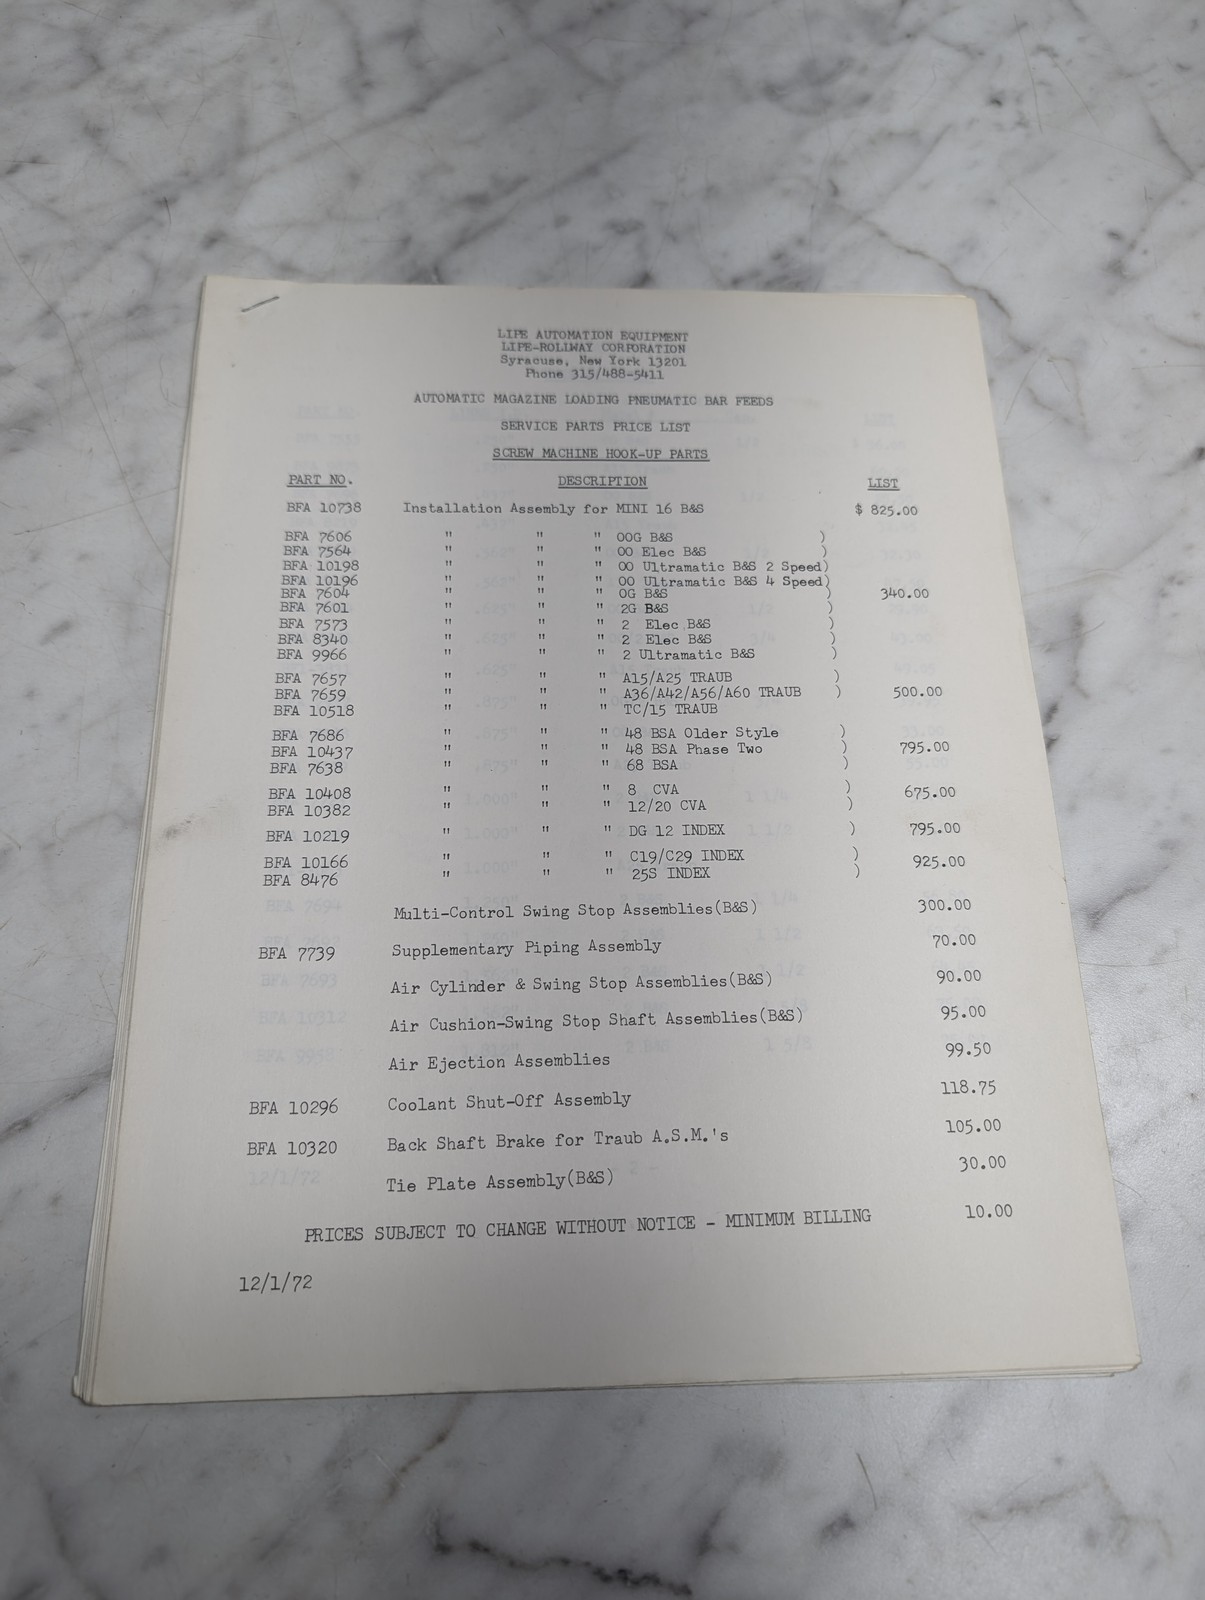 LIPE AUTOMATION EQUIPMENT
LIPE-ROLLWAY CORPORATION
Syracuse, New York 13201
Phone 315/488-5411
AUTOMATIC MAGAZINE LOADING PNEUMATIC BAR FEEDS
SERVICE PARTS PRICE LIST
SCREW MACHINE HOOK-UP PARTS
PART NO. DESCRIPTION LIST
BFA 10738 Installation Assembly for MINI 16 B&S $ 825.00
BFA 7606 " " " 00G B&S )
BFA 7564 " " " 00 Elec B&S )
BFA 10198 " " " 00 Ultramatic B&S 2 Speed)
BFA 10196 " " " 00 Ultramatic B&S 4 Speed)
BFA 7604 " " " 0G B&S ) 340.00
BFA 7601 " " " 2G B&S )
BFA 7573 " " " 2 Elec B&S )
BFA 8340 " " " 2 Elec B&S )
BFA 9966 " " " 2 Ultramatic B&S )
BFA 7657 " " " A15/A25 TRAUB )
BFA 7659 " " " A36/A42/A56/A60 TRAUB ) 500.00
BFA 10518 " " " TC/15 TRAUB
BFA 7686 " " " 48 BSA Older Style )
BFA 10437 " " " 48 BSA Phase Two ) 795.00
BFA 7638 " " " 68 BSA )
BFA 10408 " " " 8 CVA ) 675.00
BFA 10382 " " " 12/20 CVA )
BFA 10219 " " " DG 12 INDEX ) 795.00
BFA 10166 " " " C19/C29 INDEX ) 925.00
BFA 8476 " " " 25S INDEX )
Multi-Control Swing Stop Assemblies(B&S) 300.00
BFA 7739 Supplementary Piping Assembly 70.00
Air Cylinder & Swing Stop Assemblies(B&S) 90.00
Air Cushion-Swing Stop Shaft Assemblies(B&S) 95.00
Air Ejection Assemblies 99.50
BFA 10296 Coolant Shut-Off Assembly 118.75
BFA 10320 Back Shaft Brake for Traub A.S.M.'s 105.00
Tie Plate Assembly(B&S) 30.00
PRICES SUBJECT TO CHANGE WITHOUT NOTICE - MINIMUM BILLING 10.00
12/1/72